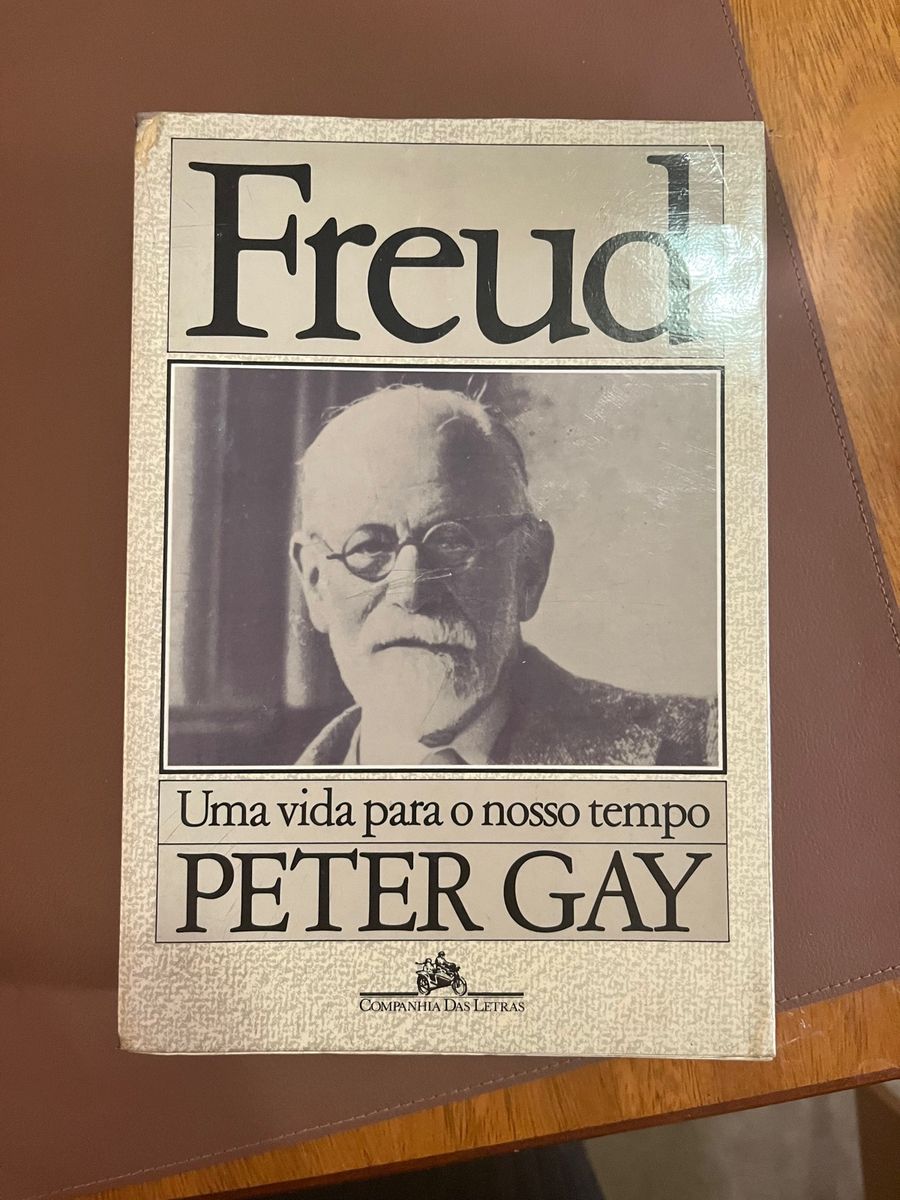 Freud
Uma vida para o nosso tempo
PETER GAY
COMPANHIA DAS LETRAS